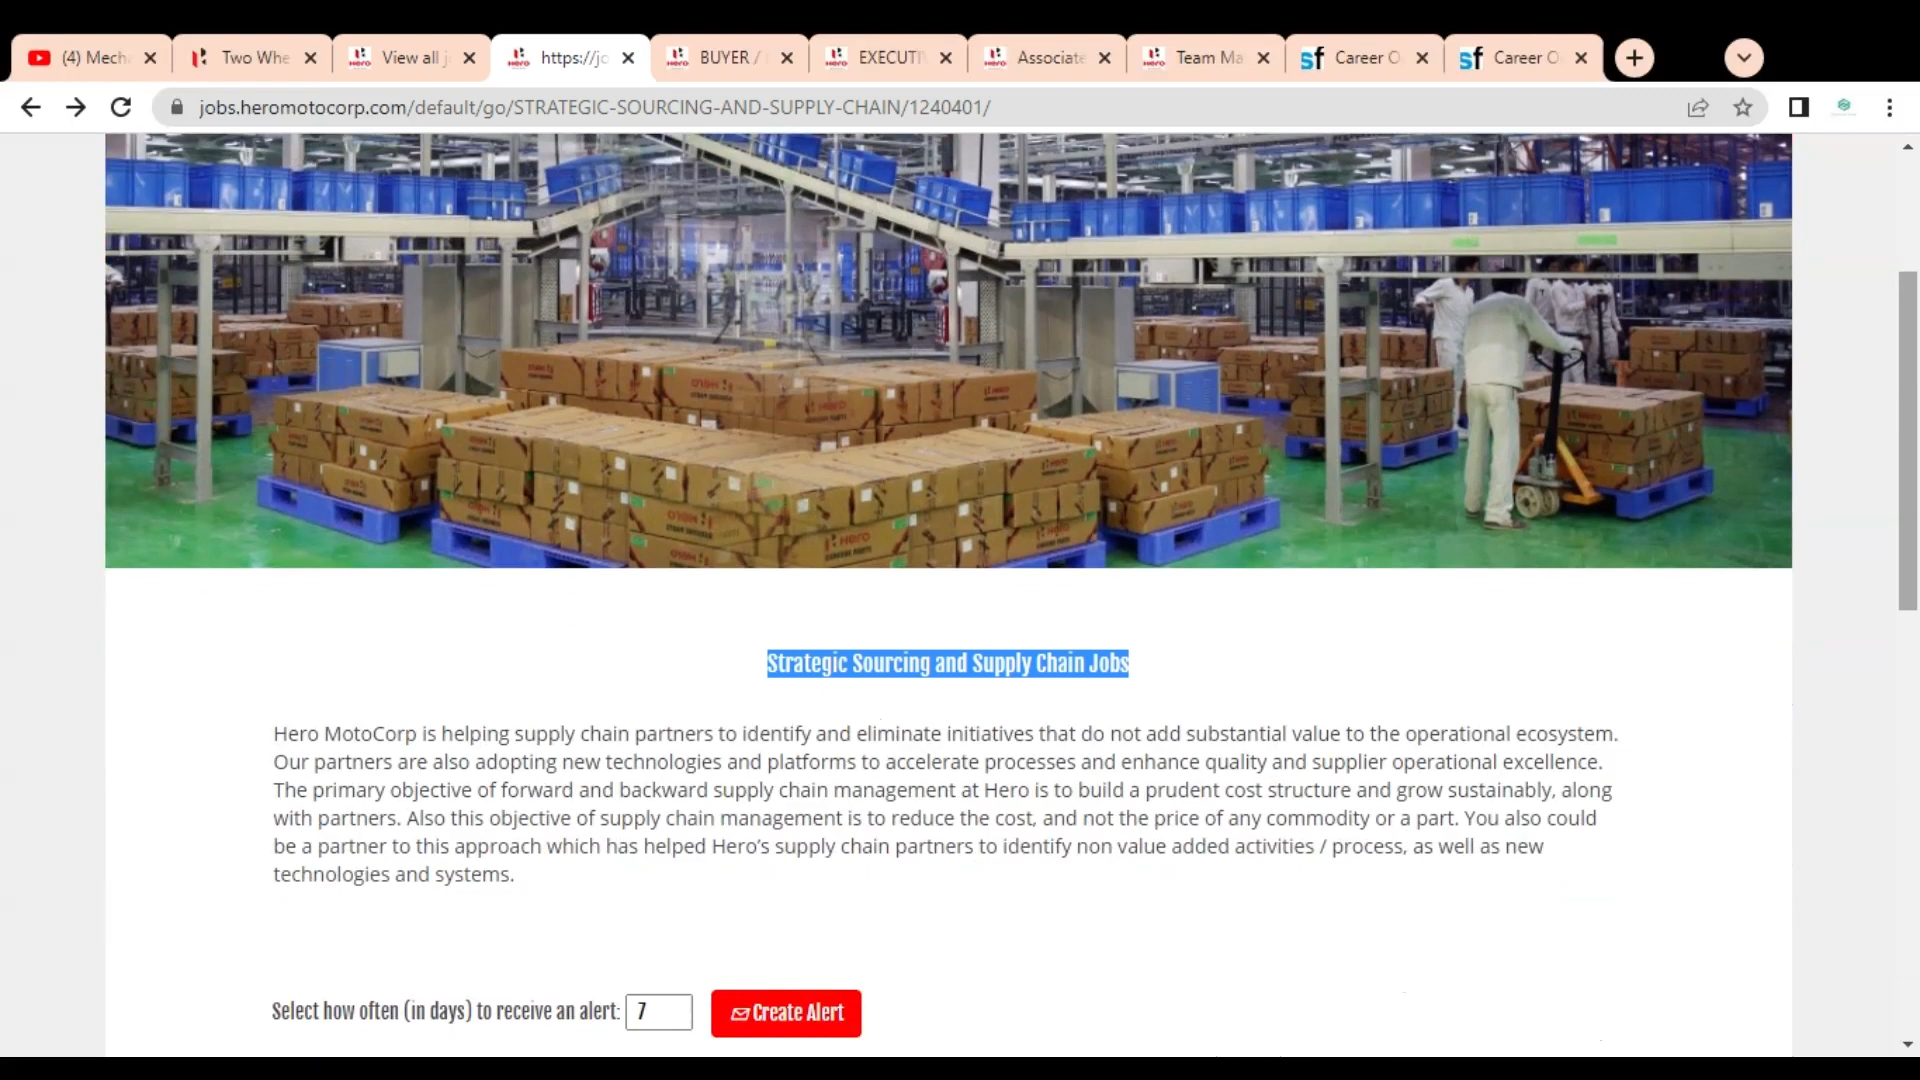 (4) Mech
Two Whe
View all j
https://jo
BUYER /
EXECUTI
Associate
Team Ma
Career O
Career O
jobs.heromotocorp.com/default/go/STRATEGIC-SOURCING-AND-SUPPLY-CHAIN/1240401/
Strategic Sourcing and Supply Chain Jobs
Hero MotoCorp is helping supply chain partners to identify and eliminate initiatives that do not add substantial value to the operational ecosystem.
Our partners are also adopting new technologies and platforms to accelerate processes and enhance quality and supplier operational excellence.
The primary objective of forward and backward supply chain management at Hero is to build a prudent cost structure and grow sustainably, along
with partners. Also this objective of supply chain management is to reduce the cost, and not the price of any commodity or a part. You also could
be a partner to this approach which has helped Hero’s supply chain partners to identify non value added activities / process, as well as new
technologies and systems.
Select how often (in days) to receive an alert: 7 Create Alert